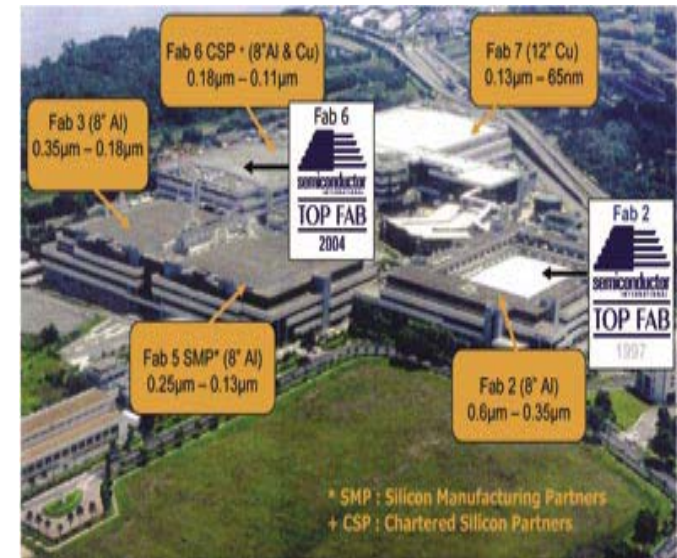 Fab 6 CSP + (8"Al & Cu)
0.18µm – 0.11µm
Fab 7 (12" Cu)
0.13µm – 65nm
Fab 3 (8" Al)
0.35µm – 0.18µm
Fab 6
semiconductor
INTERNATIONAL
TOP FAB
2004
Fab 2
semiconductor
INTERNATIONAL
TOP FAB
1997
Fab 5 SMP* (8" Al)
0.25µm – 0.13µm
Fab 2 (8" Al)
0.6µm – 0.35µm
* SMP : Silicon Manufacturing Partners
+ CSP : Chartered Silicon Partners